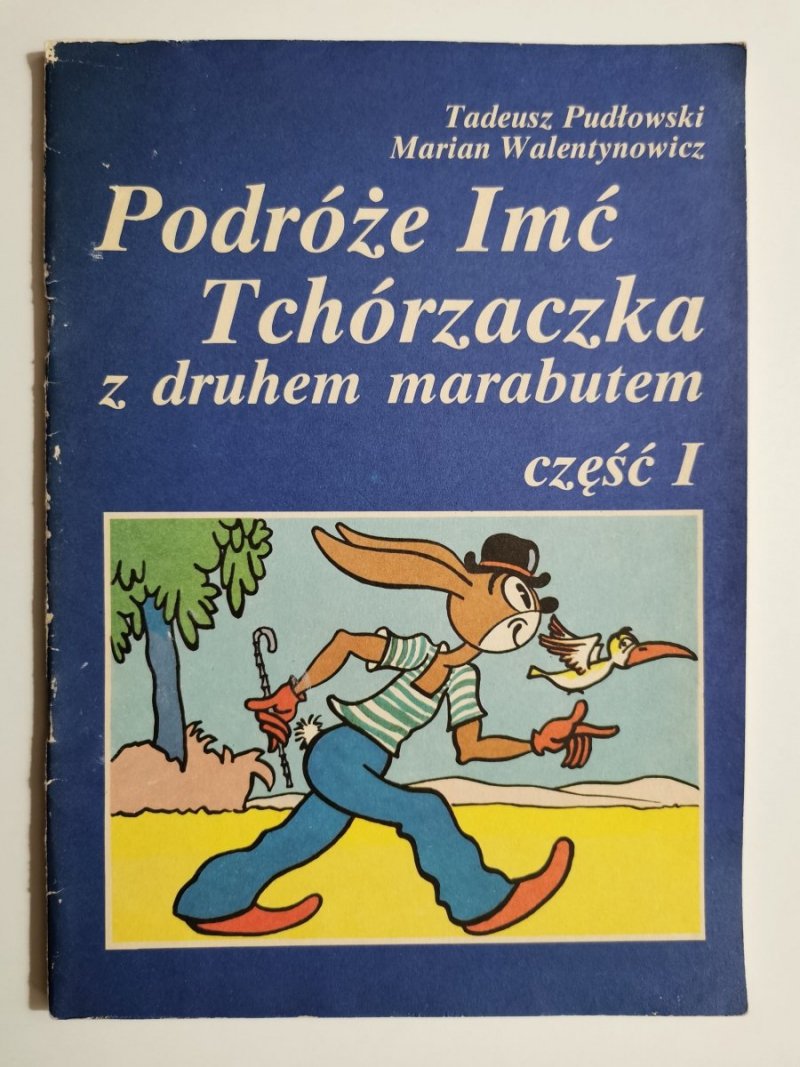 Tadeusz Pudłowski
Marian Walentynowicz
Podróże Imć
Tchórzaczka
z druhem marabutem
część I